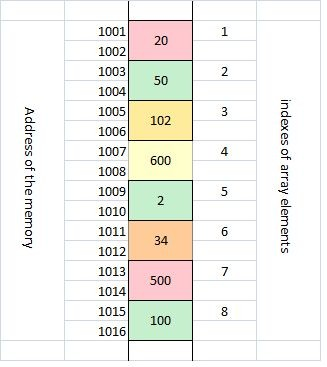 Address of the memory
1001 20 1
1002
1003 50 2
1004
1005 102 3
1006
1007 600 4
1008
1009 2 5
1010
1011 34 6
1012
1013 500 7
1014
1015 100 8
1016
indexes of array elements